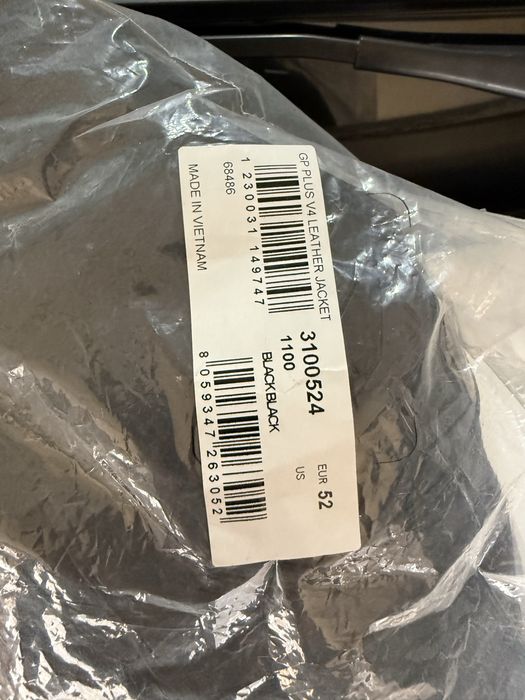 GP PLUS V4 LEATHER JACKET
1 230031 149747
68486
MADE IN VIETNAM
3100524
1100
BLACK BLACK
8 059347 263052
EUR 52
US